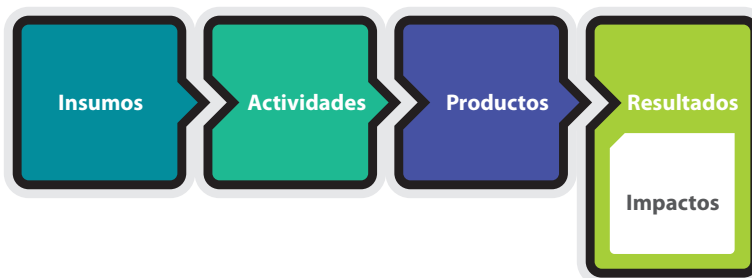 Insumos
Actividades
Productos
Resultados
Impactos